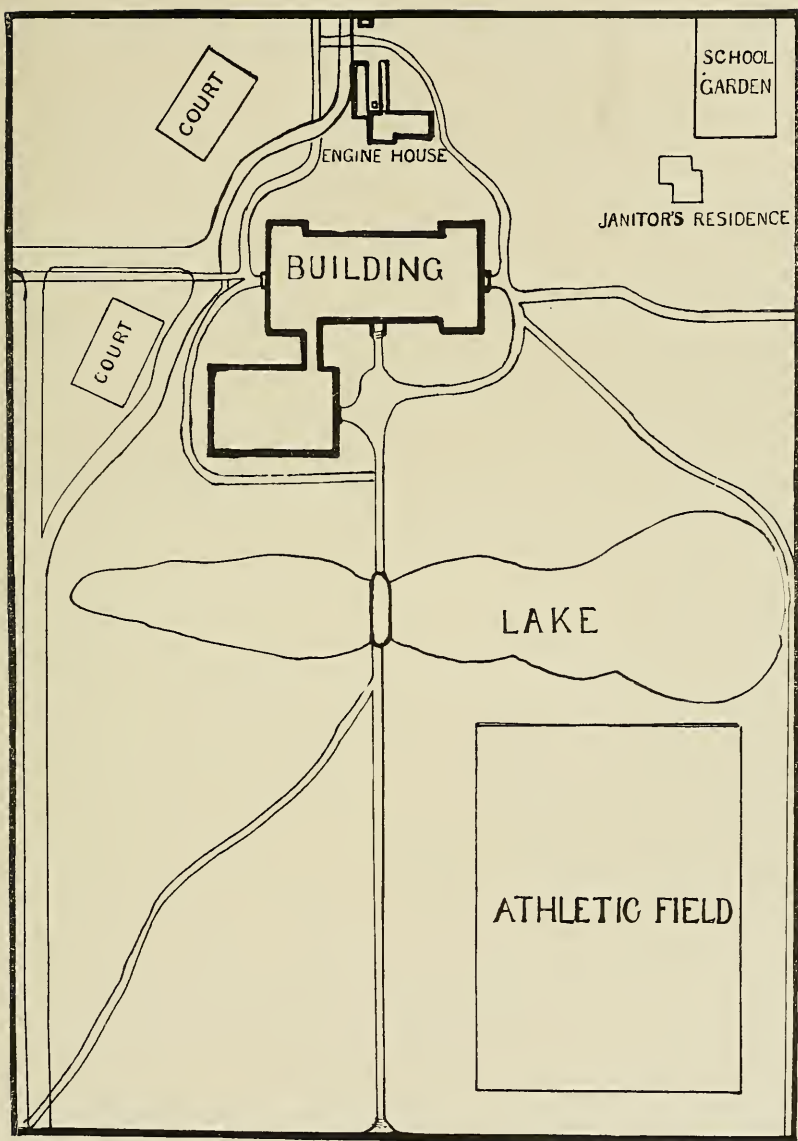 COURT
SCHOOL
GARDEN
ENGINE HOUSE
JANITOR'S RESIDENCE
BUILDING
COURT
LAKE
ATHLETIC FIELD